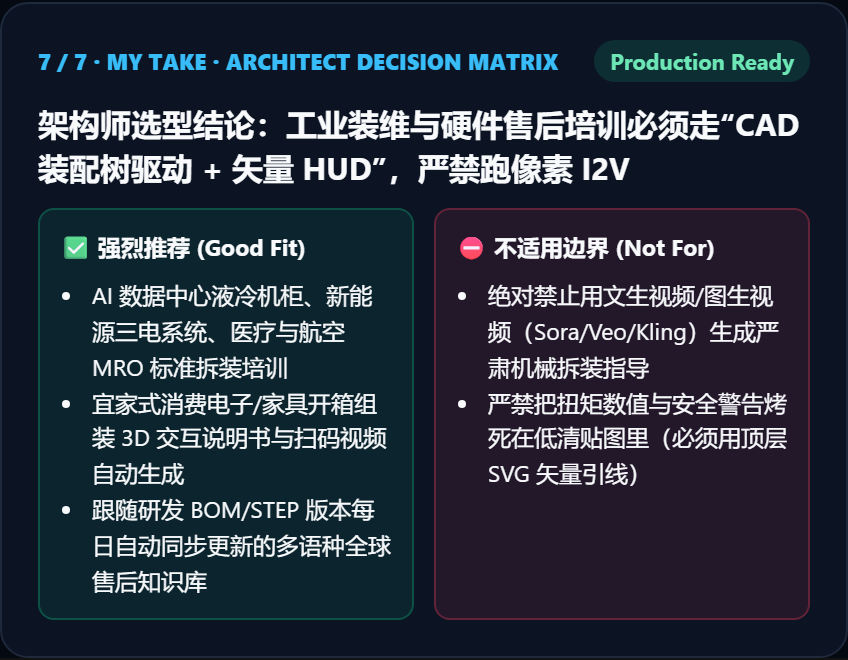 7 / 7 · MY TAKE · ARCHITECT DECISION MATRIX
Production Ready
架构师选型结论：工业装维与硬件售后培训必须走“CAD
装配树驱动 + 矢量 HUD”，严禁跑像素 I2V
✅ 强烈推荐 (Good Fit)
• AI 数据中心液冷机柜、新能
源三电系统、医疗与航空
MRO 标准拆装培训
• 宜家式消费电子/家具开箱组
装 3D 交互说明书与扫码视频
自动生成
• 跟随研发 BOM/STEP 版本每
日自动同步更新的多语种全球
售后知识库
⛔ 不适用边界 (Not For)
• 绝对禁止用文生视频/图生视
频（Sora/Veo/Kling）生成严
肃机械拆装指导
• 严禁把扭矩数值与安全警告烤
死在低清贴图里（必须用顶层
SVG 矢量引线）